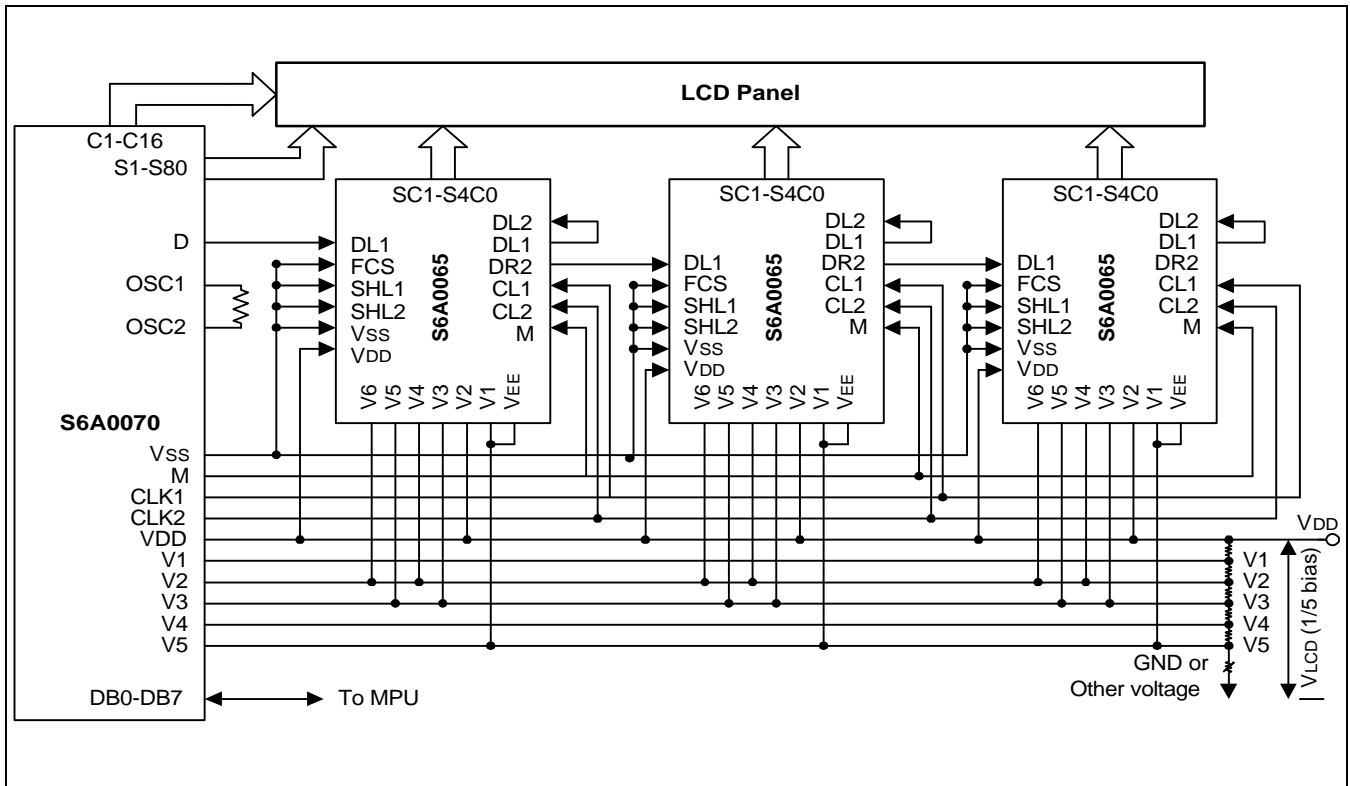 LCD Panel
C1-C16
S1-S80
D
OSC1
OSC2
S6A0070
VSS
M
CLK1
CLK2
VDD
V1
V2
V3
V4
V5
DB0-DB7
To MPU
SC1-S4C0
DL1
FCS
SHL1
SHL2
VSS
VDD
S6A0065
DL2
DL1
DR2
CL1
CL2
M
V6
V5
V4
V3
V2
V1
VEE
SC1-S4C0
DL1
FCS
SHL1
SHL2
VSS
VDD
S6A0065
DL2
DL1
DR2
CL1
CL2
M
V6
V5
V4
V3
V2
V1
VEE
SC1-S4C0
DL1
FCS
SHL1
SHL2
VSS
VDD
S6A0065
DL2
DL1
DR2
CL1
CL2
M
V6
V5
V4
V3
V2
V1
VEE
VDD
V1
V2
V3
V4
V5
VLCD (1/5 bias)
GND or
Other voltage